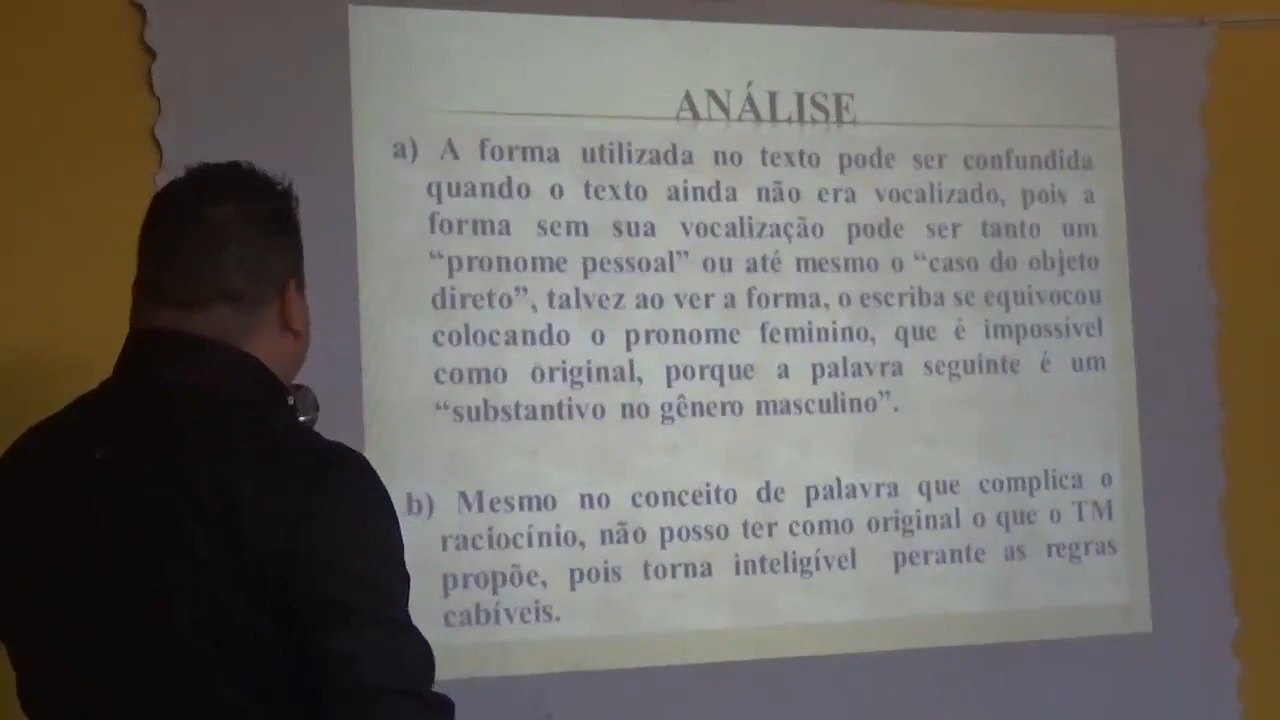 ANÁLISE
a) A forma utilizada no texto pode ser confundida
quando o texto ainda não era vocalizado, pois a
forma sem sua vocalização pode ser tanto um
“pronome pessoal” ou até mesmo o “caso do objeto
direto”, talvez ao ver a forma, o escriba se equivocou
colocando o pronome feminino, que é impossível
como original, porque a palavra seguinte é um
“substantivo no gênero masculino”.
b) Mesmo no conceito de palavra que complica o
raciocínio, não posso ter como original o que o TM
propõe, pois torna inteligível perante as regras
cabíveis.